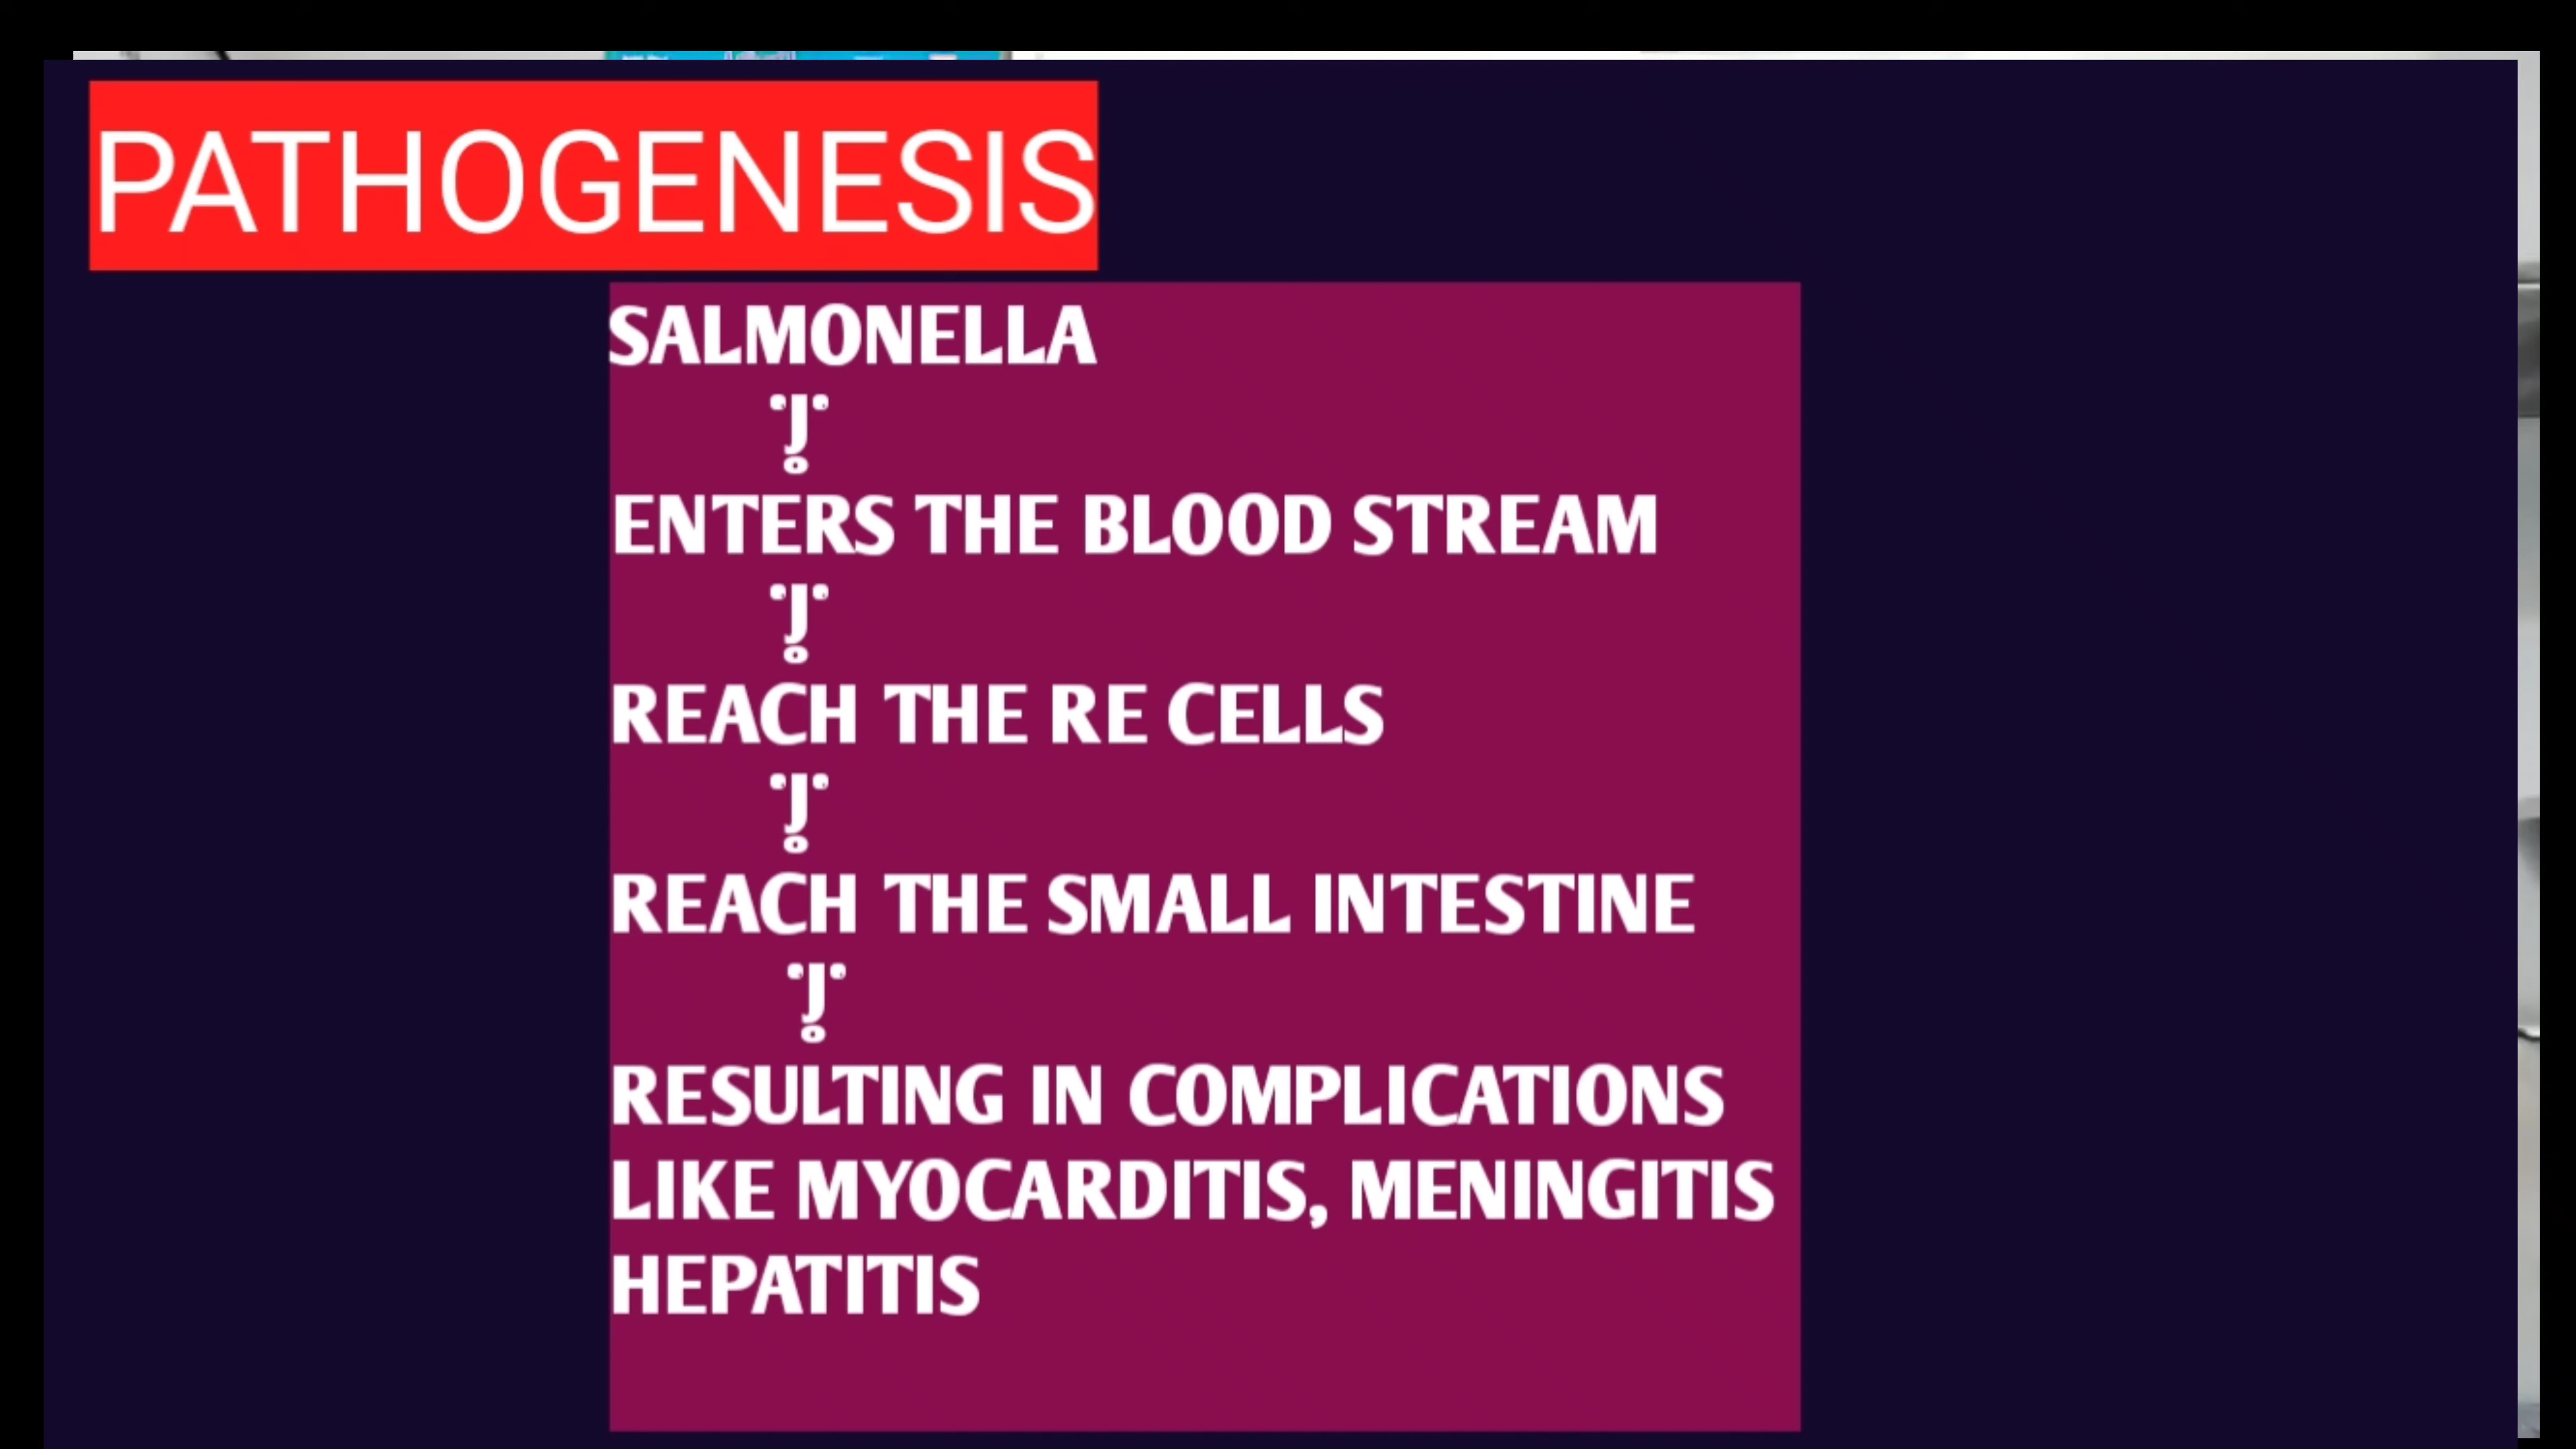 PATHOGENESIS
SALMONELLA
ENTERS THE BLOOD STREAM
REACH THE RE CELLS
REACH THE SMALL INTESTINE
RESULTING IN COMPLICATIONS
LIKE MYOCARDITIS, MENINGITIS
HEPATITIS